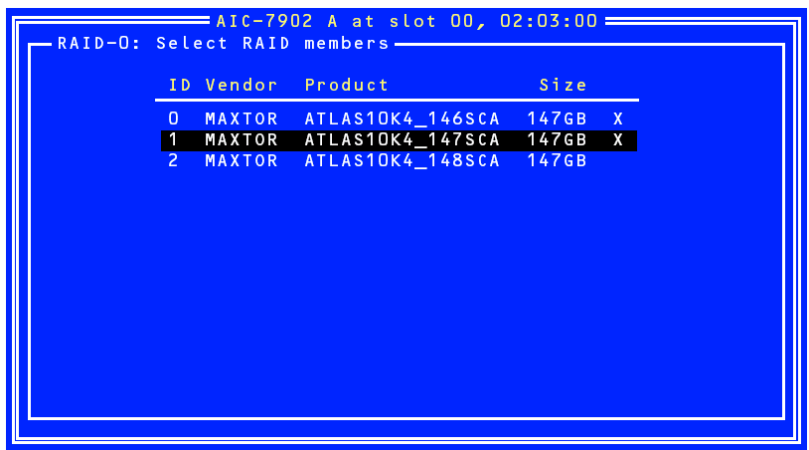 AIC-7902 A at slot 00, 02:03:00
RAID-0: Select RAID members
ID Vendor Product Size
0 MAXTOR ATLAS10K4_146SCA 147GB X
1 MAXTOR ATLAS10K4_147SCA 147GB X
2 MAXTOR ATLAS10K4_148SCA 147GB